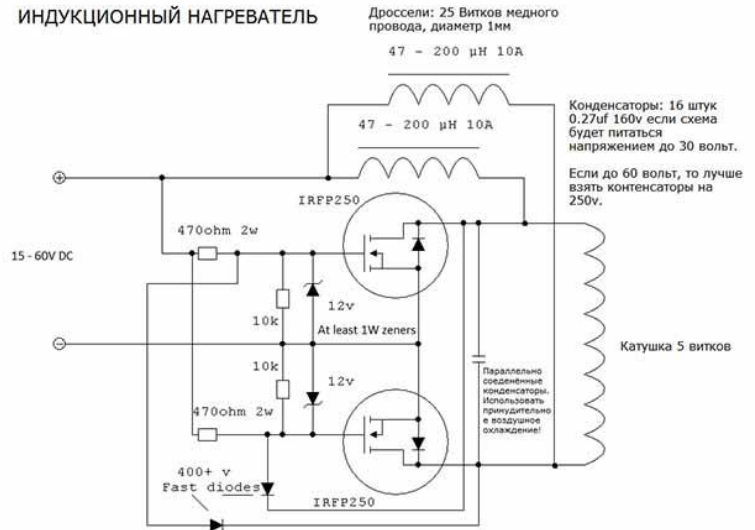 ИНДУКЦИОННЫЙ НАГРЕВАТЕЛЬ
Дроссели: 25 Витков медного
провода, диаметр 1мм
47 - 200 µH 10A
47 - 200 µH 10A
Конденсаторы: 16 штук
0.27uf 160v если схема
будет питаться
напряжением до 30 вольт.
Если до 60 вольт, то лучше
взять контенсаторы на
250v.
IRFP250
470ohm 2w
15 - 60V DC
12v
10k
At least 1W zeners
10k
12v
Катушка 5 витков
Параллельно
соеденённые
конденсаторы.
Использовать
принудительно
е воздушное
охлаждение!
470ohm 2w
400+ v
Fast diodes
IRFP250